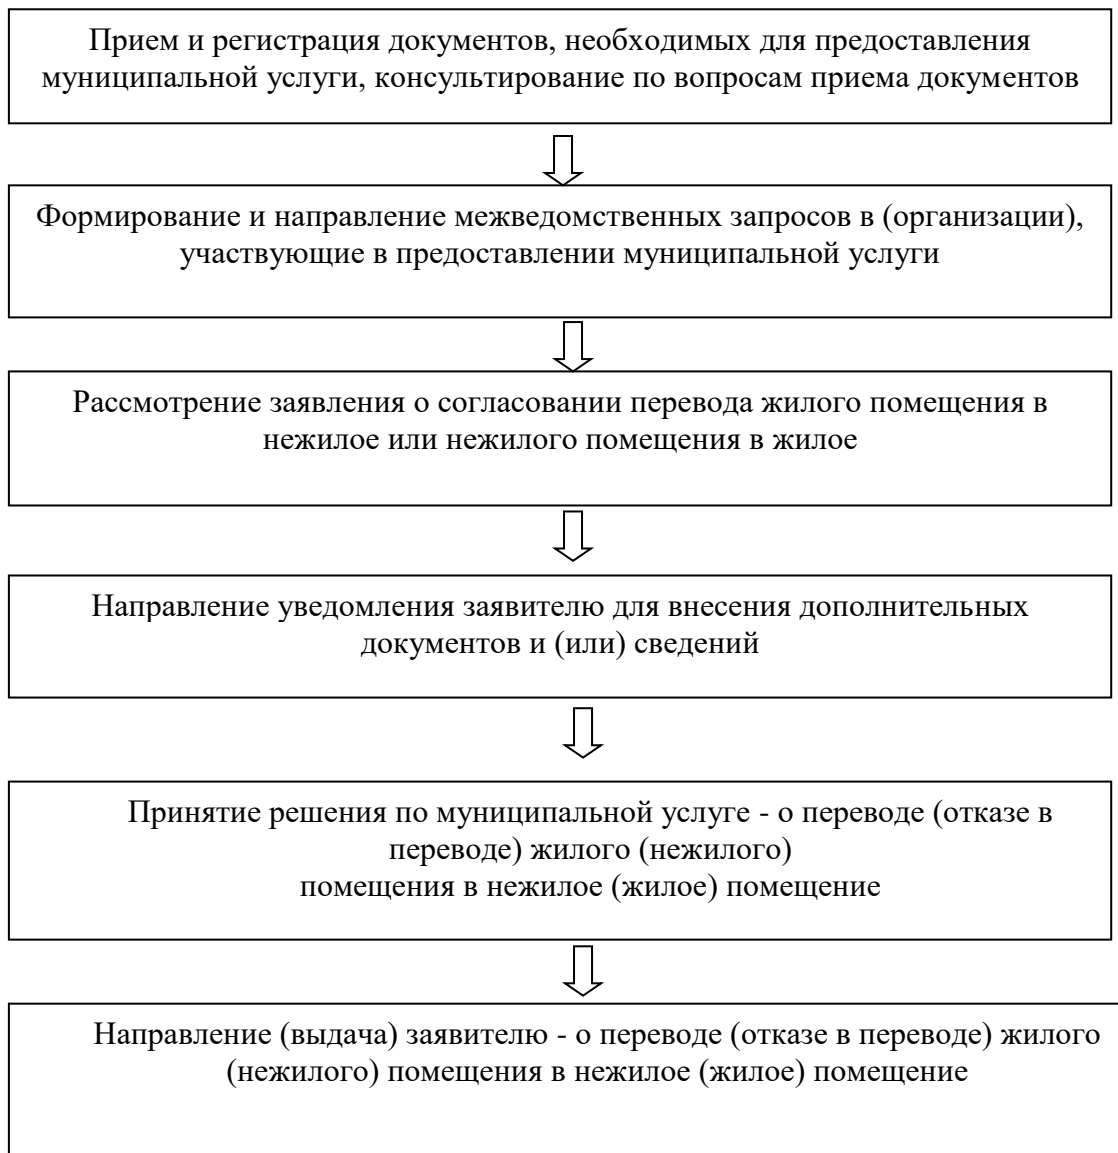 Прием и регистрация документов, необходимых для предоставления
муниципальной услуги, консультирование по вопросам приема документов
Формирование и направление межведомственных запросов в (организации),
участвующие в предоставлении муниципальной услуги
Рассмотрение заявления о согласовании перевода жилого помещения в
нежилое или нежилого помещения в жилое
Направление уведомления заявителю для внесения дополнительных
документов и (или) сведений
Принятие решения по муниципальной услуге - о переводе (отказе в
переводе) жилого (нежилого)
помещения в нежилое (жилое) помещение
Направление (выдача) заявителю - о переводе (отказе в переводе) жилого
(нежилого) помещения в нежилое (жилое) помещение